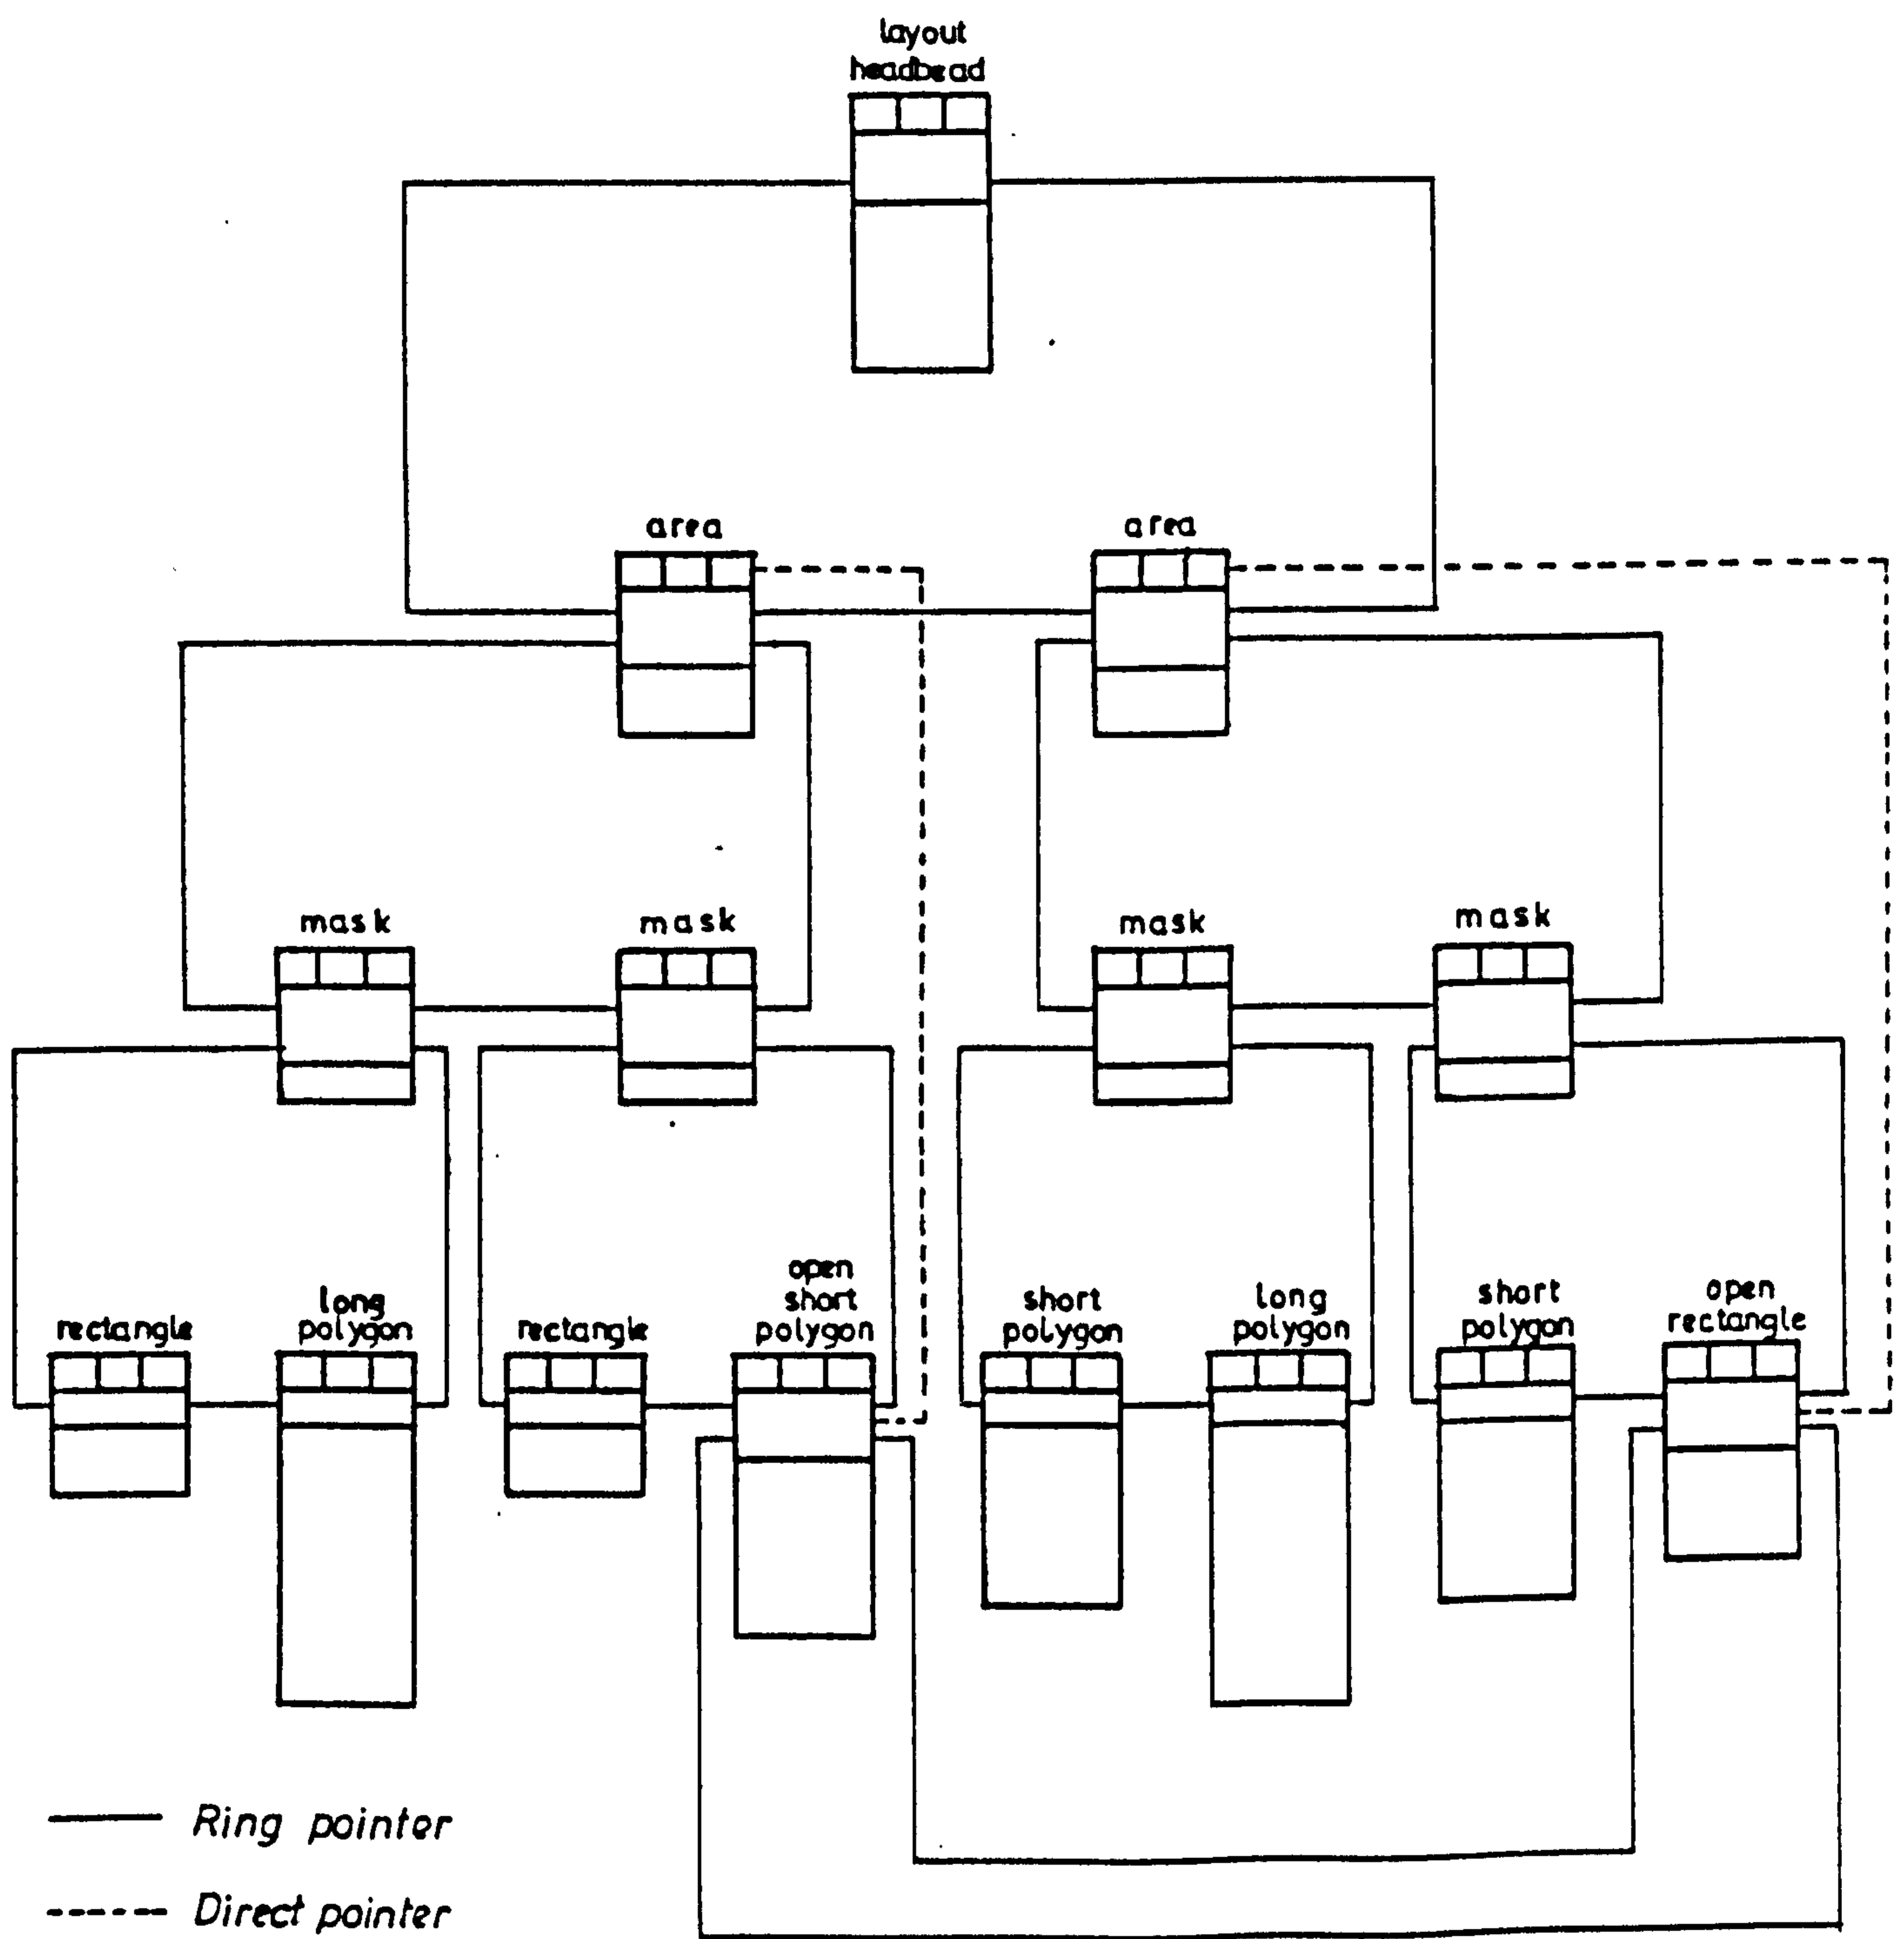 layout
headbead
area
area
mask
mask
mask
mask
rectangle
long
polygon
rectangle
open
short
polygon
short
polygon
long
polygon
short
polygon
open
rectangle
Ring pointer
Direct pointer